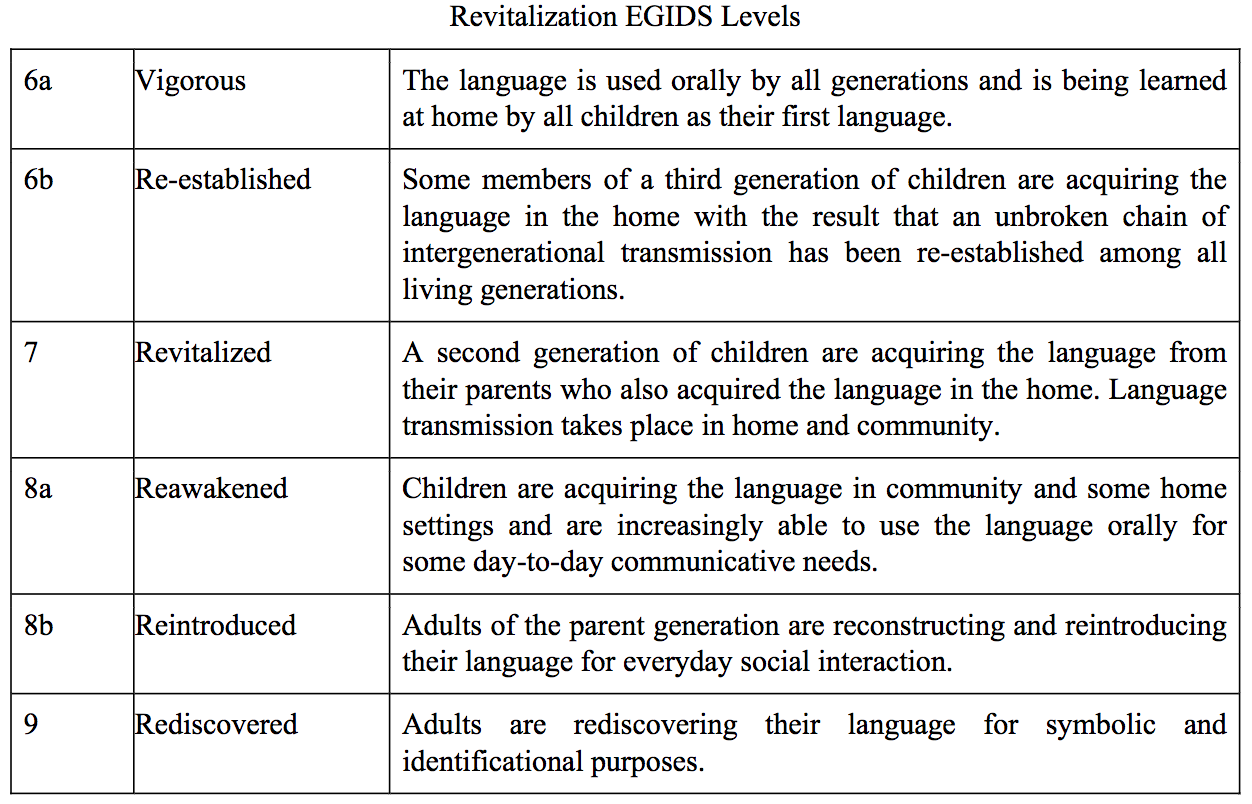 Revitalization EGIDS Levels
6a Vigorous The language is used orally by all generations and is being learned
at home by all children as their first language.
6b Re-established Some members of a third generation of children are acquiring the
language in the home with the result that an unbroken chain of
intergenerational transmission has been re-established among all
living generations.
7 Revitalized A second generation of children are acquiring the language from
their parents who also acquired the language in the home. Language
transmission takes place in home and community.
8a Reawakened Children are acquiring the language in community and some home
settings and are increasingly able to use the language orally for
some day-to-day communicative needs.
8b Reintroduced Adults of the parent generation are reconstructing and reintroducing
their language for everyday social interaction.
9 Rediscovered Adults are rediscovering their language for symbolic and
identificational purposes.